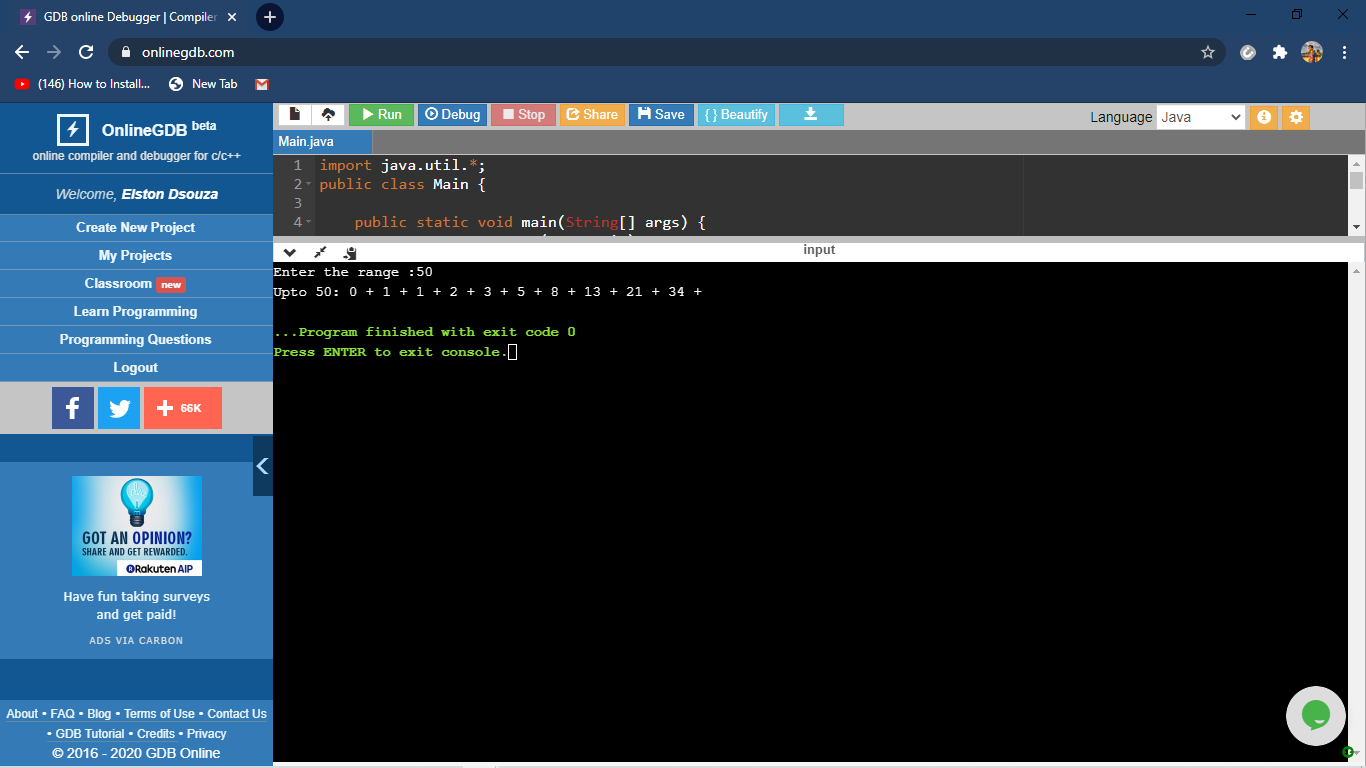 GDB online Debugger | Compiler
onlinegdb.com
(146) How to Install...
New Tab
OnlineGDB beta
online compiler and debugger for c/c++
Welcome, Elston Dsouza
Create New Project
My Projects
Classroom new
Learn Programming
Programming Questions
Logout
66K
GOT AN OPINION?
SHARE AND GET REWARDED.
Rakuten AIP
Have fun taking surveys
and get paid!
ADS VIA CARBON
About • FAQ • Blog • Terms of Use • Contact Us
• GDB Tutorial • Credits • Privacy
© 2016 - 2020 GDB Online
Run Debug Stop Share Save { } Beautify
Language Java
Main.java
1 import java.util.*;
2 public class Main {
3
4 public static void main(String[] args) {
input
Enter the range :50
Upto 50: 0 + 1 + 1 + 2 + 3 + 5 + 8 + 13 + 21 + 34 +
...Program finished with exit code 0
Press ENTER to exit console.